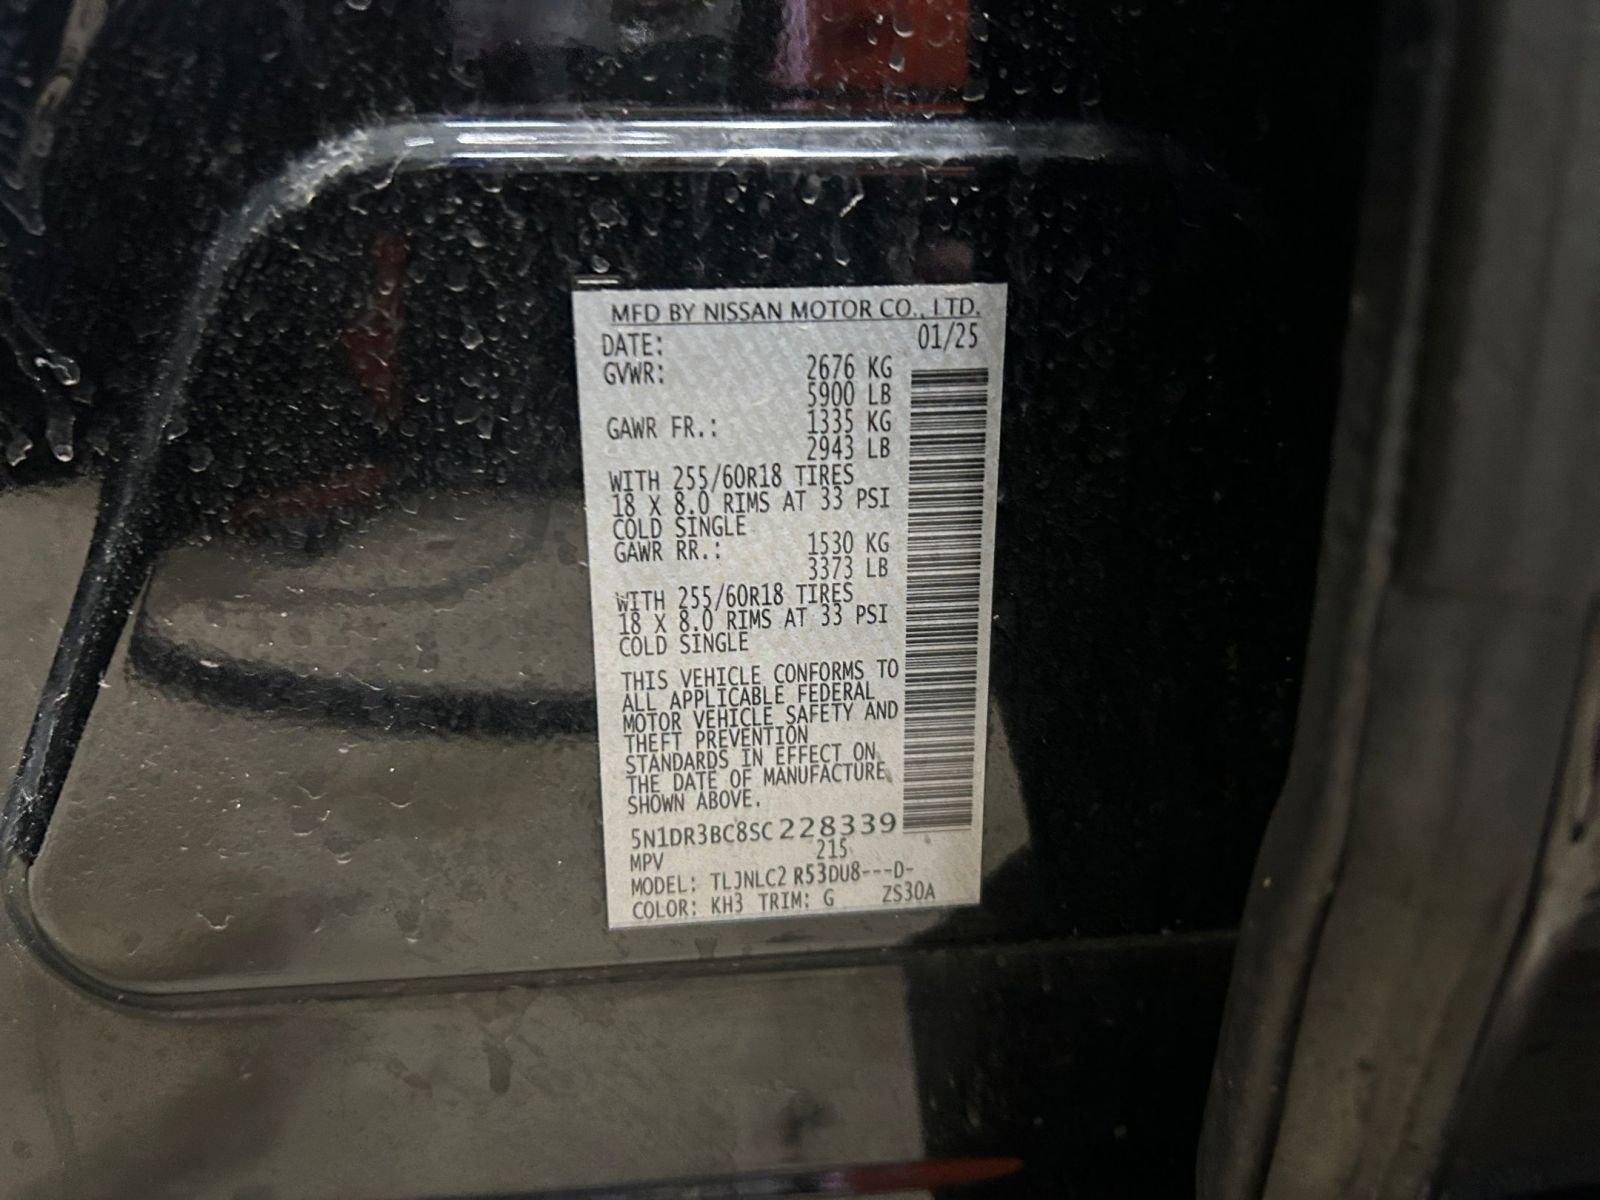 MFD BY NISSAN MOTOR CO., LTD.
DATE: 01/25
GVWR: 2676 KG
5900 LB
GAWR FR.: 1335 KG
2943 LB
WITH 255/60R18 TIRES
18 X 8.0 RIMS AT 33 PSI
COLD SINGLE
GAWR RR.: 1530 KG
3373 LB
WITH 255/60R18 TIRES
18 X 8.0 RIMS AT 33 PSI
COLD SINGLE
THIS VEHICLE CONFORMS TO
ALL APPLICABLE FEDERAL
MOTOR VEHICLE SAFETY AND
THEFT PREVENTION
STANDARDS IN EFFECT ON
THE DATE OF MANUFACTURE
SHOWN ABOVE.
5N1DR3BC8SC228339
MPV 215
MODEL: TLJNLC2 R53DU8---D-
COLOR: KH3 TRIM: G ZS30A